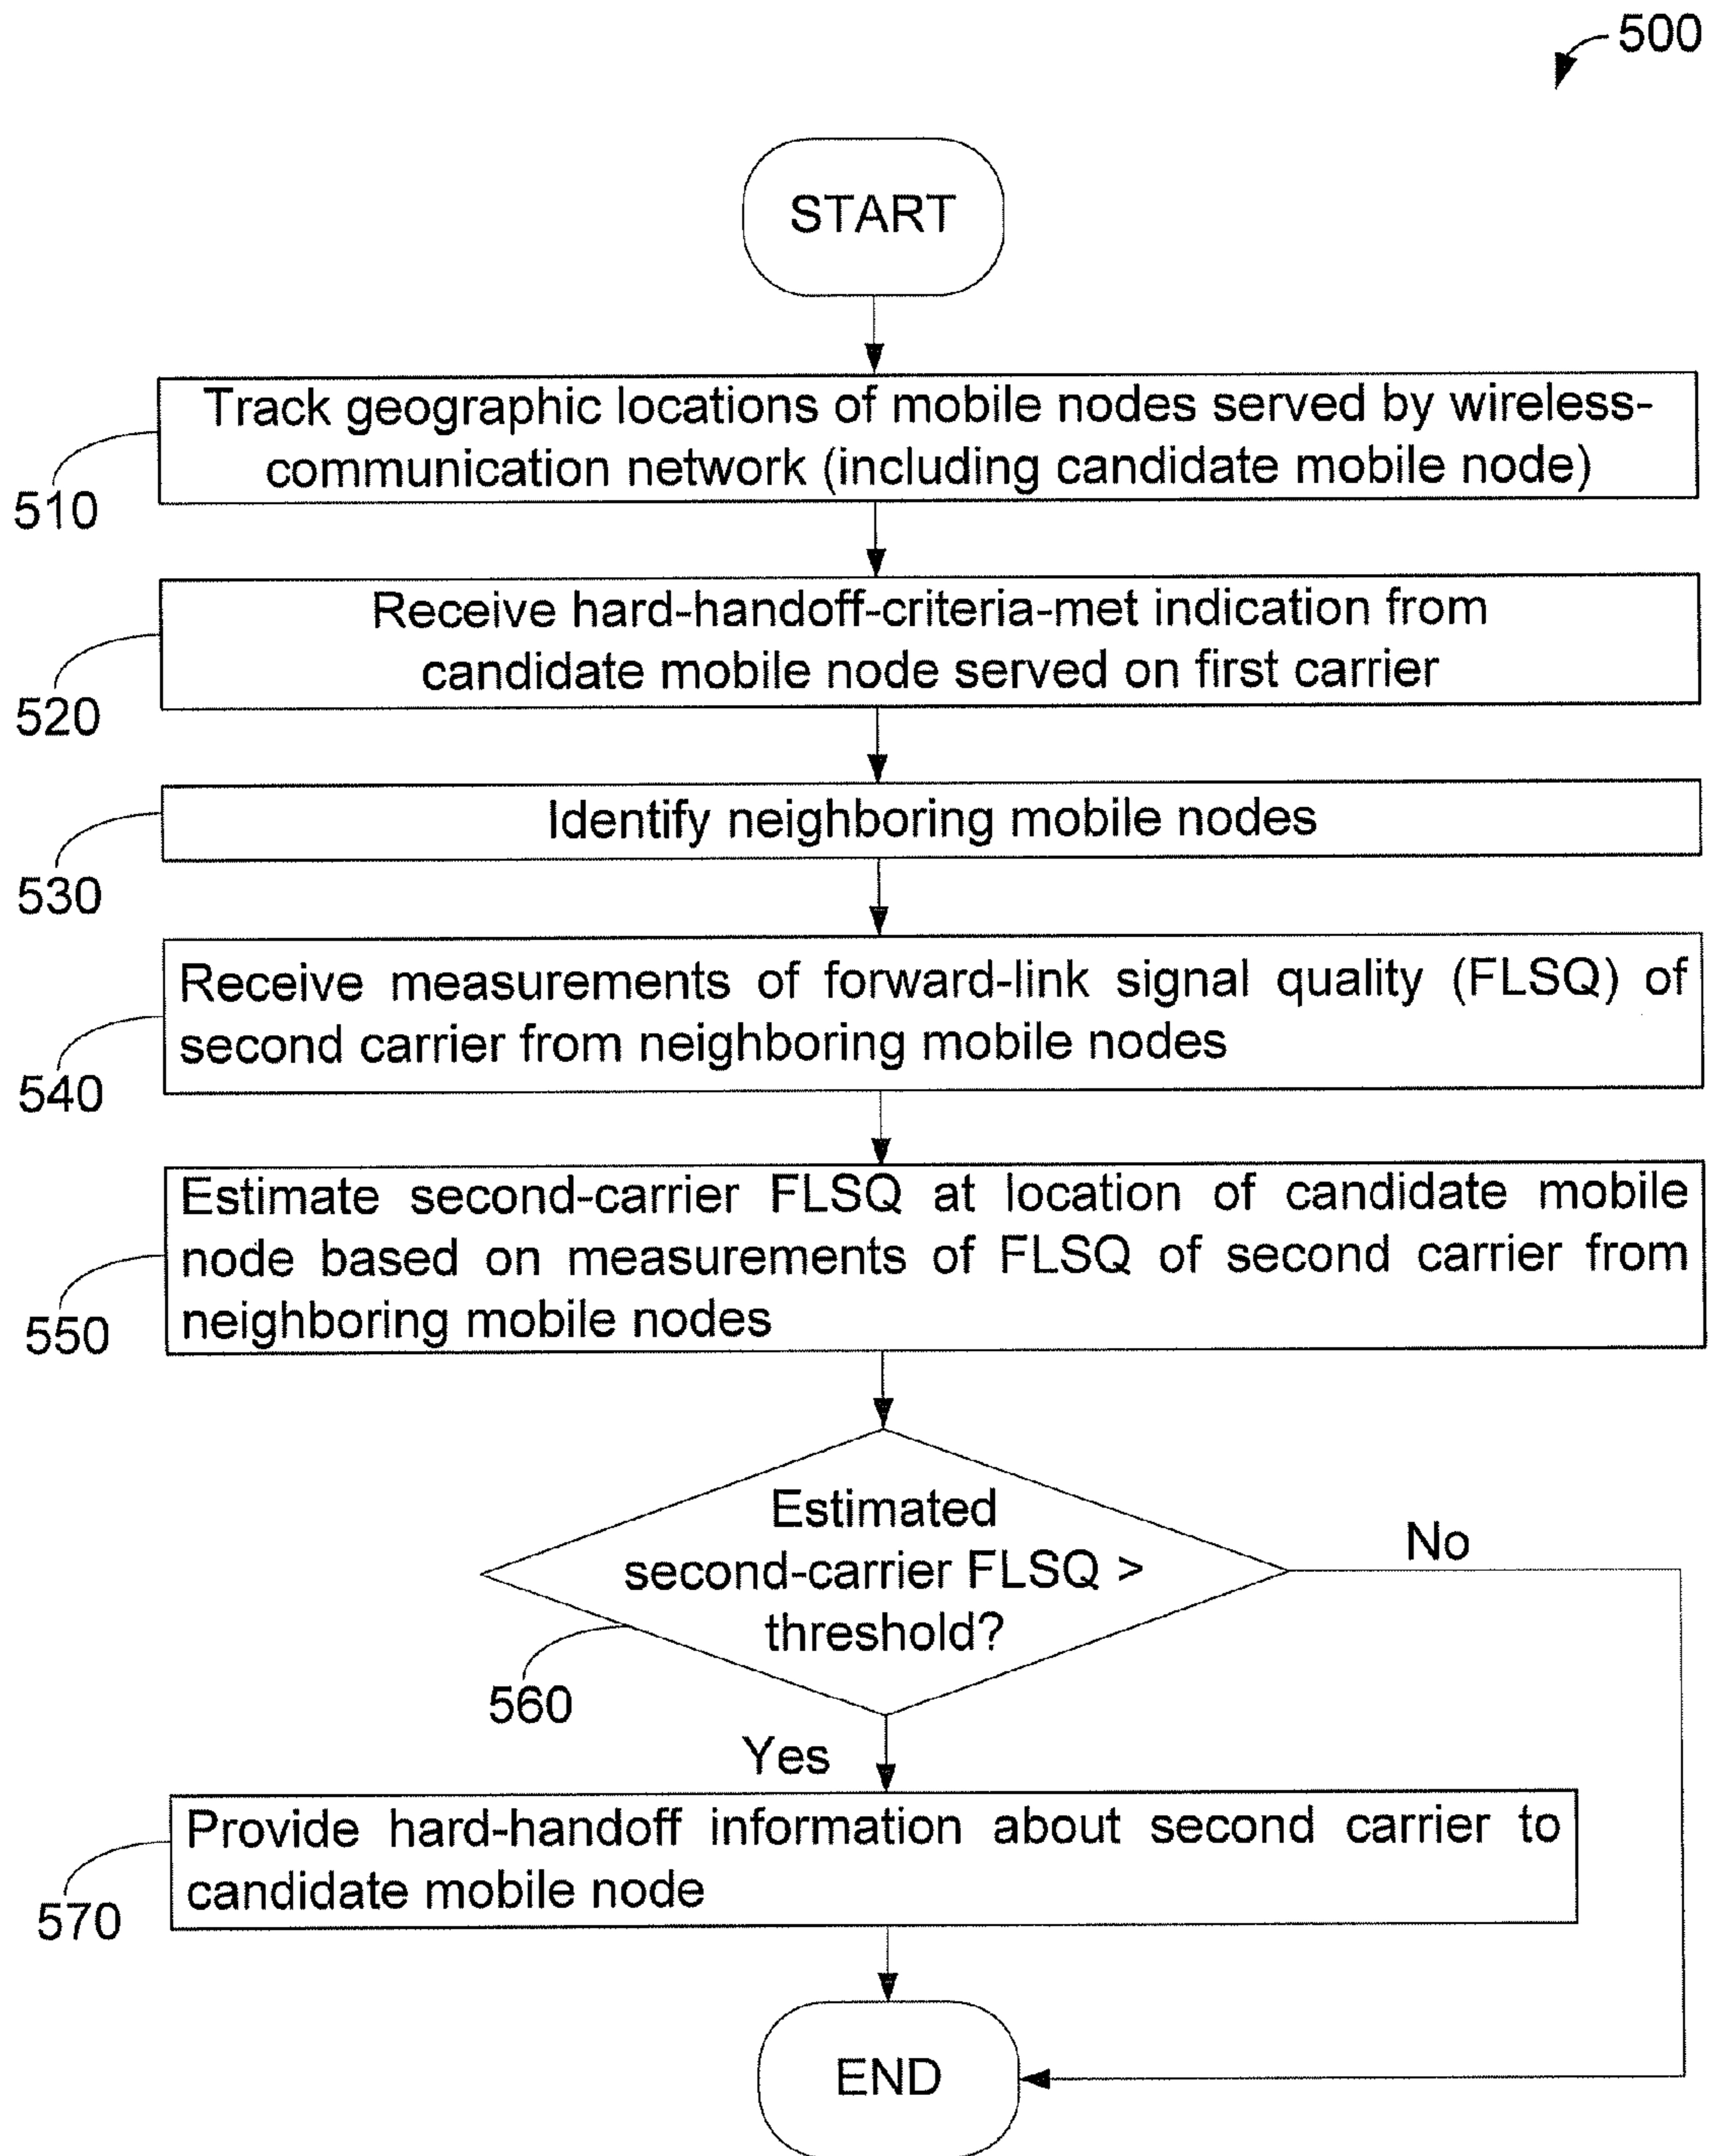 500
START
Track geographic locations of mobile nodes served by wireless-
communication network (including candidate mobile node)
510
Receive hard-handoff-criteria-met indication from
candidate mobile node served on first carrier
520
Identify neighboring mobile nodes
530
Receive measurements of forward-link signal quality (FLSQ) of
second carrier from neighboring mobile nodes
540
Estimate second-carrier FLSQ at location of candidate mobile
node based on measurements of FLSQ of second carrier from
neighboring mobile nodes
550
Estimated
second-carrier FLSQ >
threshold?
No
560
Yes
Provide hard-handoff information about second carrier to
candidate mobile node
570
END